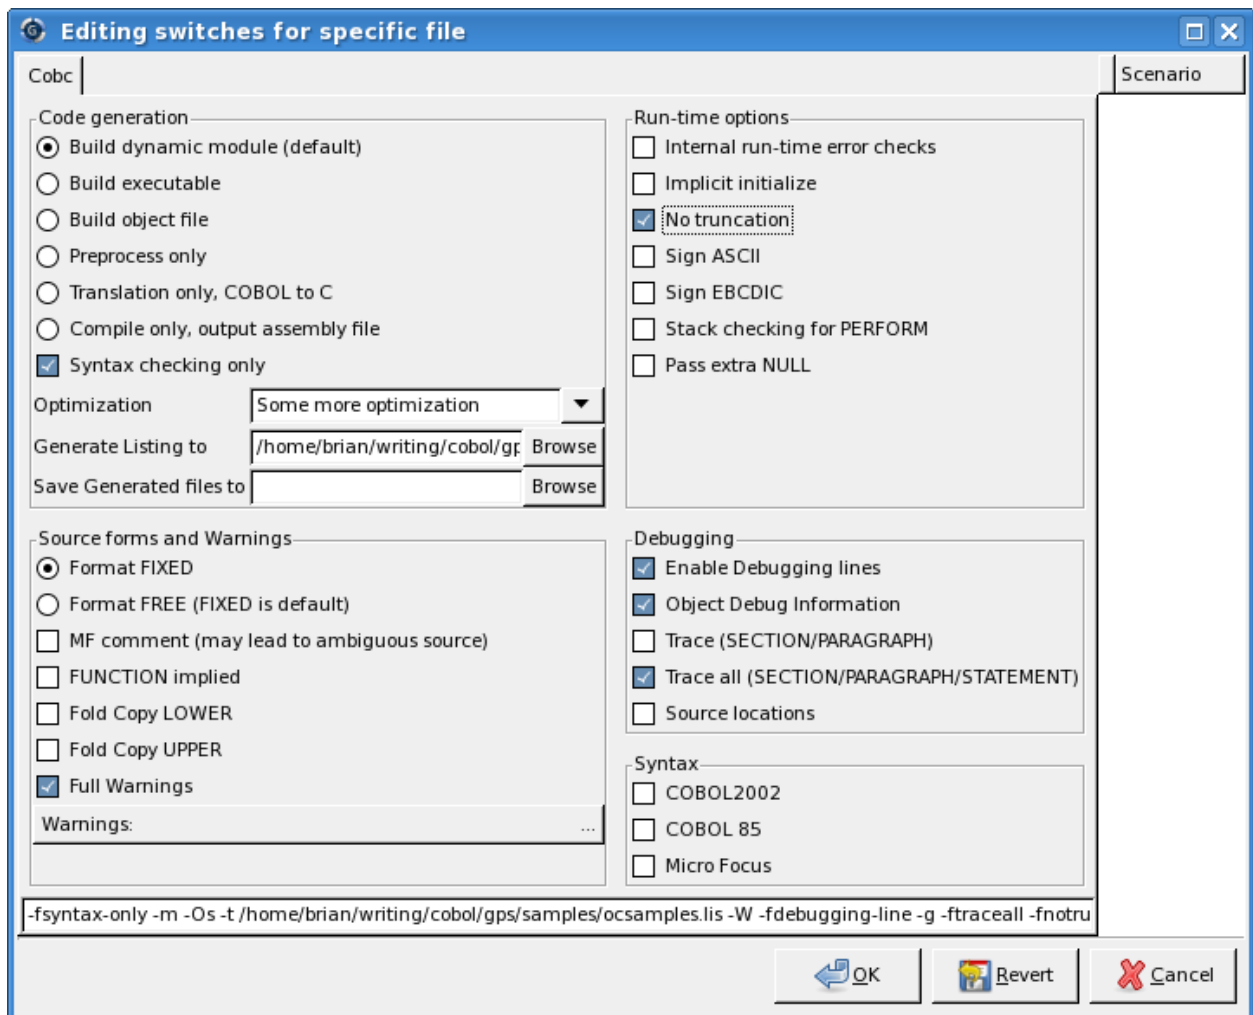 Editing switches for specific file
Cobc
Scenario
Code generation
Build dynamic module (default)
Build executable
Build object file
Preprocess only
Translation only, COBOL to C
Compile only, output assembly file
Syntax checking only
Optimization
Some more optimization
Generate Listing to
/home/brian/writing/cobol/gp
Browse
Save Generated files to
Browse
Run-time options
Internal run-time error checks
Implicit initialize
No truncation
Sign ASCII
Sign EBCDIC
Stack checking for PERFORM
Pass extra NULL
Source forms and Warnings
Format FIXED
Format FREE (FIXED is default)
MF comment (may lead to ambiguous source)
FUNCTION implied
Fold Copy LOWER
Fold Copy UPPER
Full Warnings
Warnings: ...
Debugging
Enable Debugging lines
Object Debug Information
Trace (SECTION/PARAGRAPH)
Trace all (SECTION/PARAGRAPH/STATEMENT)
Source locations
Syntax
COBOL2002
COBOL 85
Micro Focus
-fsyntax-only -m -Os -t /home/brian/writing/cobol/gps/samples/ocsamples.lis -W -fdebugging-line -g -ftraceall -fnotru
OK
Revert
Cancel